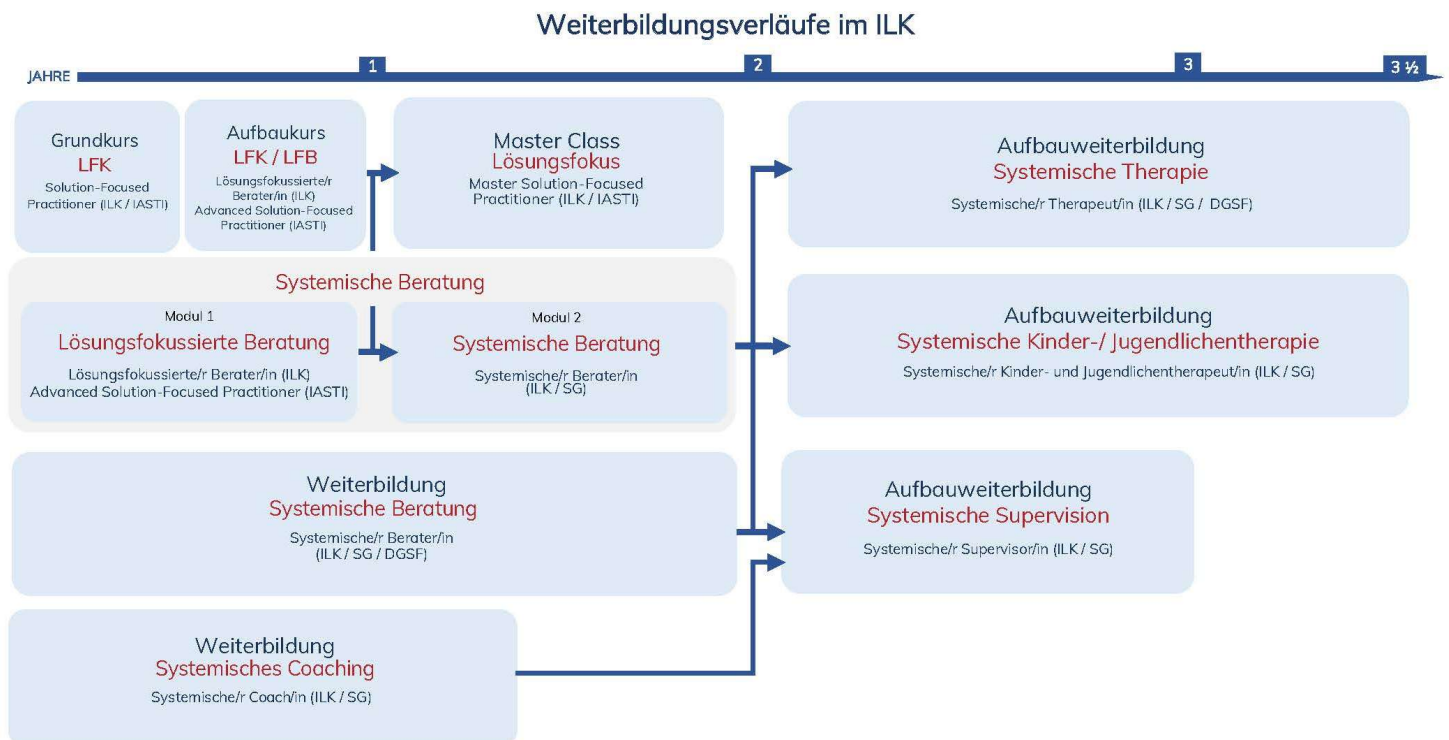 Weiterbildungsverläufe im ILK
JAHRE
1
2
3
3 ½
Grundkurs
LFK
Solution-Focused
Practitioner (ILK / IASTI)
Aufbaukurs
LFK / LFB
Lösungsfokussierte/r
Berater/in (ILK)
Advanced Solution-Focused
Practitioner (IASTI)
Master Class
Lösungsfokus
Master Solution-Focused
Practitioner (ILK / IASTI)
Aufbauweiterbildung
Systemische Therapie
Systemische/r Therapeut/in (ILK / SG / DGSF)
Systemische Beratung
Modul 1
Lösungsfokussierte Beratung
Lösungsfokussierte/r Berater/in (ILK)
Advanced Solution-Focused Practitioner (IASTI)
Modul 2
Systemische Beratung
Systemische/r Berater/in
(ILK / SG)
Aufbauweiterbildung
Systemische Kinder-/ Jugendlichentherapie
Systemische/r Kinder- und Jugendlichentherapeut/in (ILK / SG)
Weiterbildung
Systemische Beratung
Systemische/r Berater/in
(ILK / SG / DGSF)
Aufbauweiterbildung
Systemische Supervision
Systemische/r Supervisor/in (ILK / SG)
Weiterbildung
Systemisches Coaching
Systemische/r Coach/in (ILK / SG)